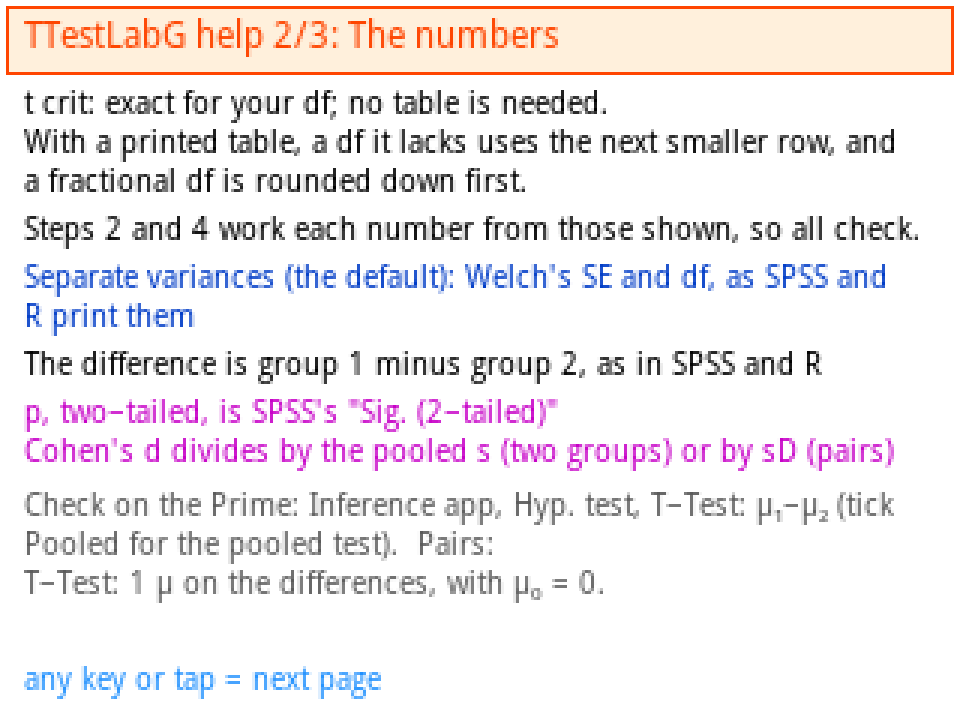 TTestLabG help 2/3: The numbers
t crit: exact for your df; no table is needed.
With a printed table, a df it lacks uses the next smaller row, and
a fractional df is rounded down first.
Steps 2 and 4 work each number from those shown, so all check.
Separate variances (the default): Welch's SE and df, as SPSS and
R print them
The difference is group 1 minus group 2, as in SPSS and R
p, two−tailed, is SPSS's "Sig. (2−tailed)"
Cohen's d divides by the pooled s (two groups) or by sD (pairs)
Check on the Prime: Inference app, Hyp. test, T−Test: μ₁−μ₂ (tick
Pooled for the pooled test).  Pairs:
T−Test: 1 μ on the differences, with μ₀ = 0.
any key or tap = next page